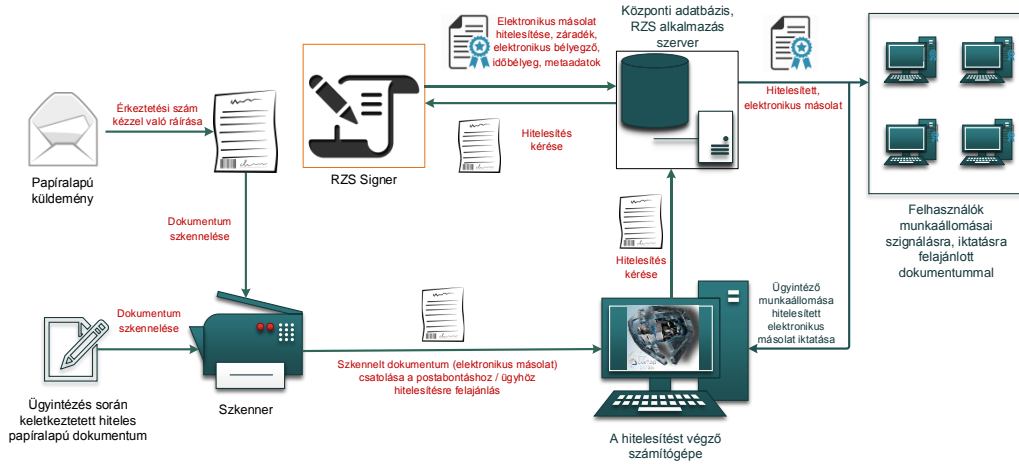 Elektronikus másolat
hitelesítése, záradék,
elektronikus bélyegző,
időbélyeg, metaadatok
Központi adatbázis,
RZS alkalmazás
szerver
Érkeztetési szám
kézzel való ráírása
Hitelesített,
elektronikus másolat
Hitelesítés
kérése
Papíralapú
küldemény
RZS Signer
Dokumentum
szkennelése
Hitelesítés
kérése
Felhasználók
munkaállomásai
szignálásra, iktatásra
felajánlott
dokumentummal
Dokumentum
szkennelése
Ügyintéző
munkaállomása
hitelesített
elektronikus
másolat iktatása
Szkennelt dokumentum (elektronikus másolat)
csatolása a postabontáshoz / ügyhöz
hitelesítésre felajánlás
Ügyintézés során
keletkeztetett hiteles
papíralapú dokumentum
Szkenner
A hitelesítést végző
számítógépe